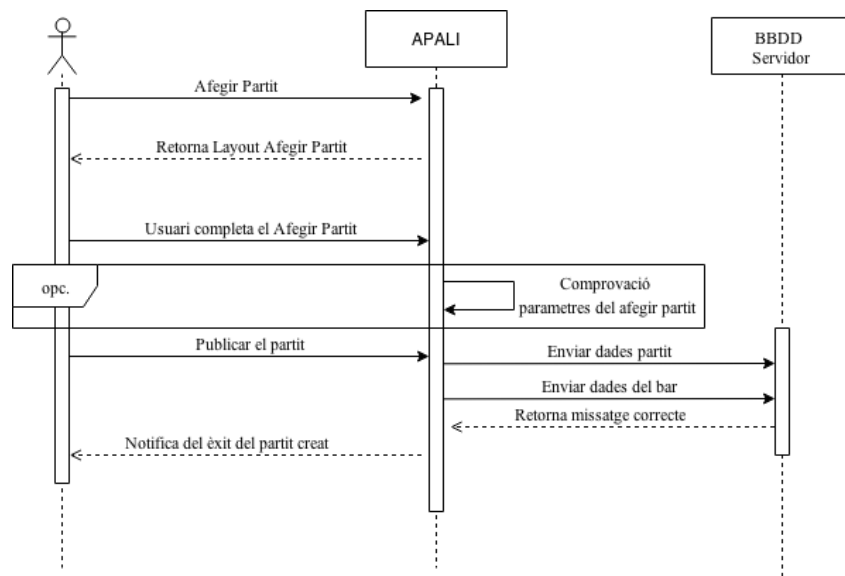 APALI
BBDD
Servidor
Afegir Partit
Retorna Layout Afegir Partit
Usuari completa el Afegir Partit
opc.
Comprovació
parametres del afegir partit
Publicar el partit
Enviar dades partit
Enviar dades del bar
Retorna missatge correcte
Notifica del èxit del partit creat